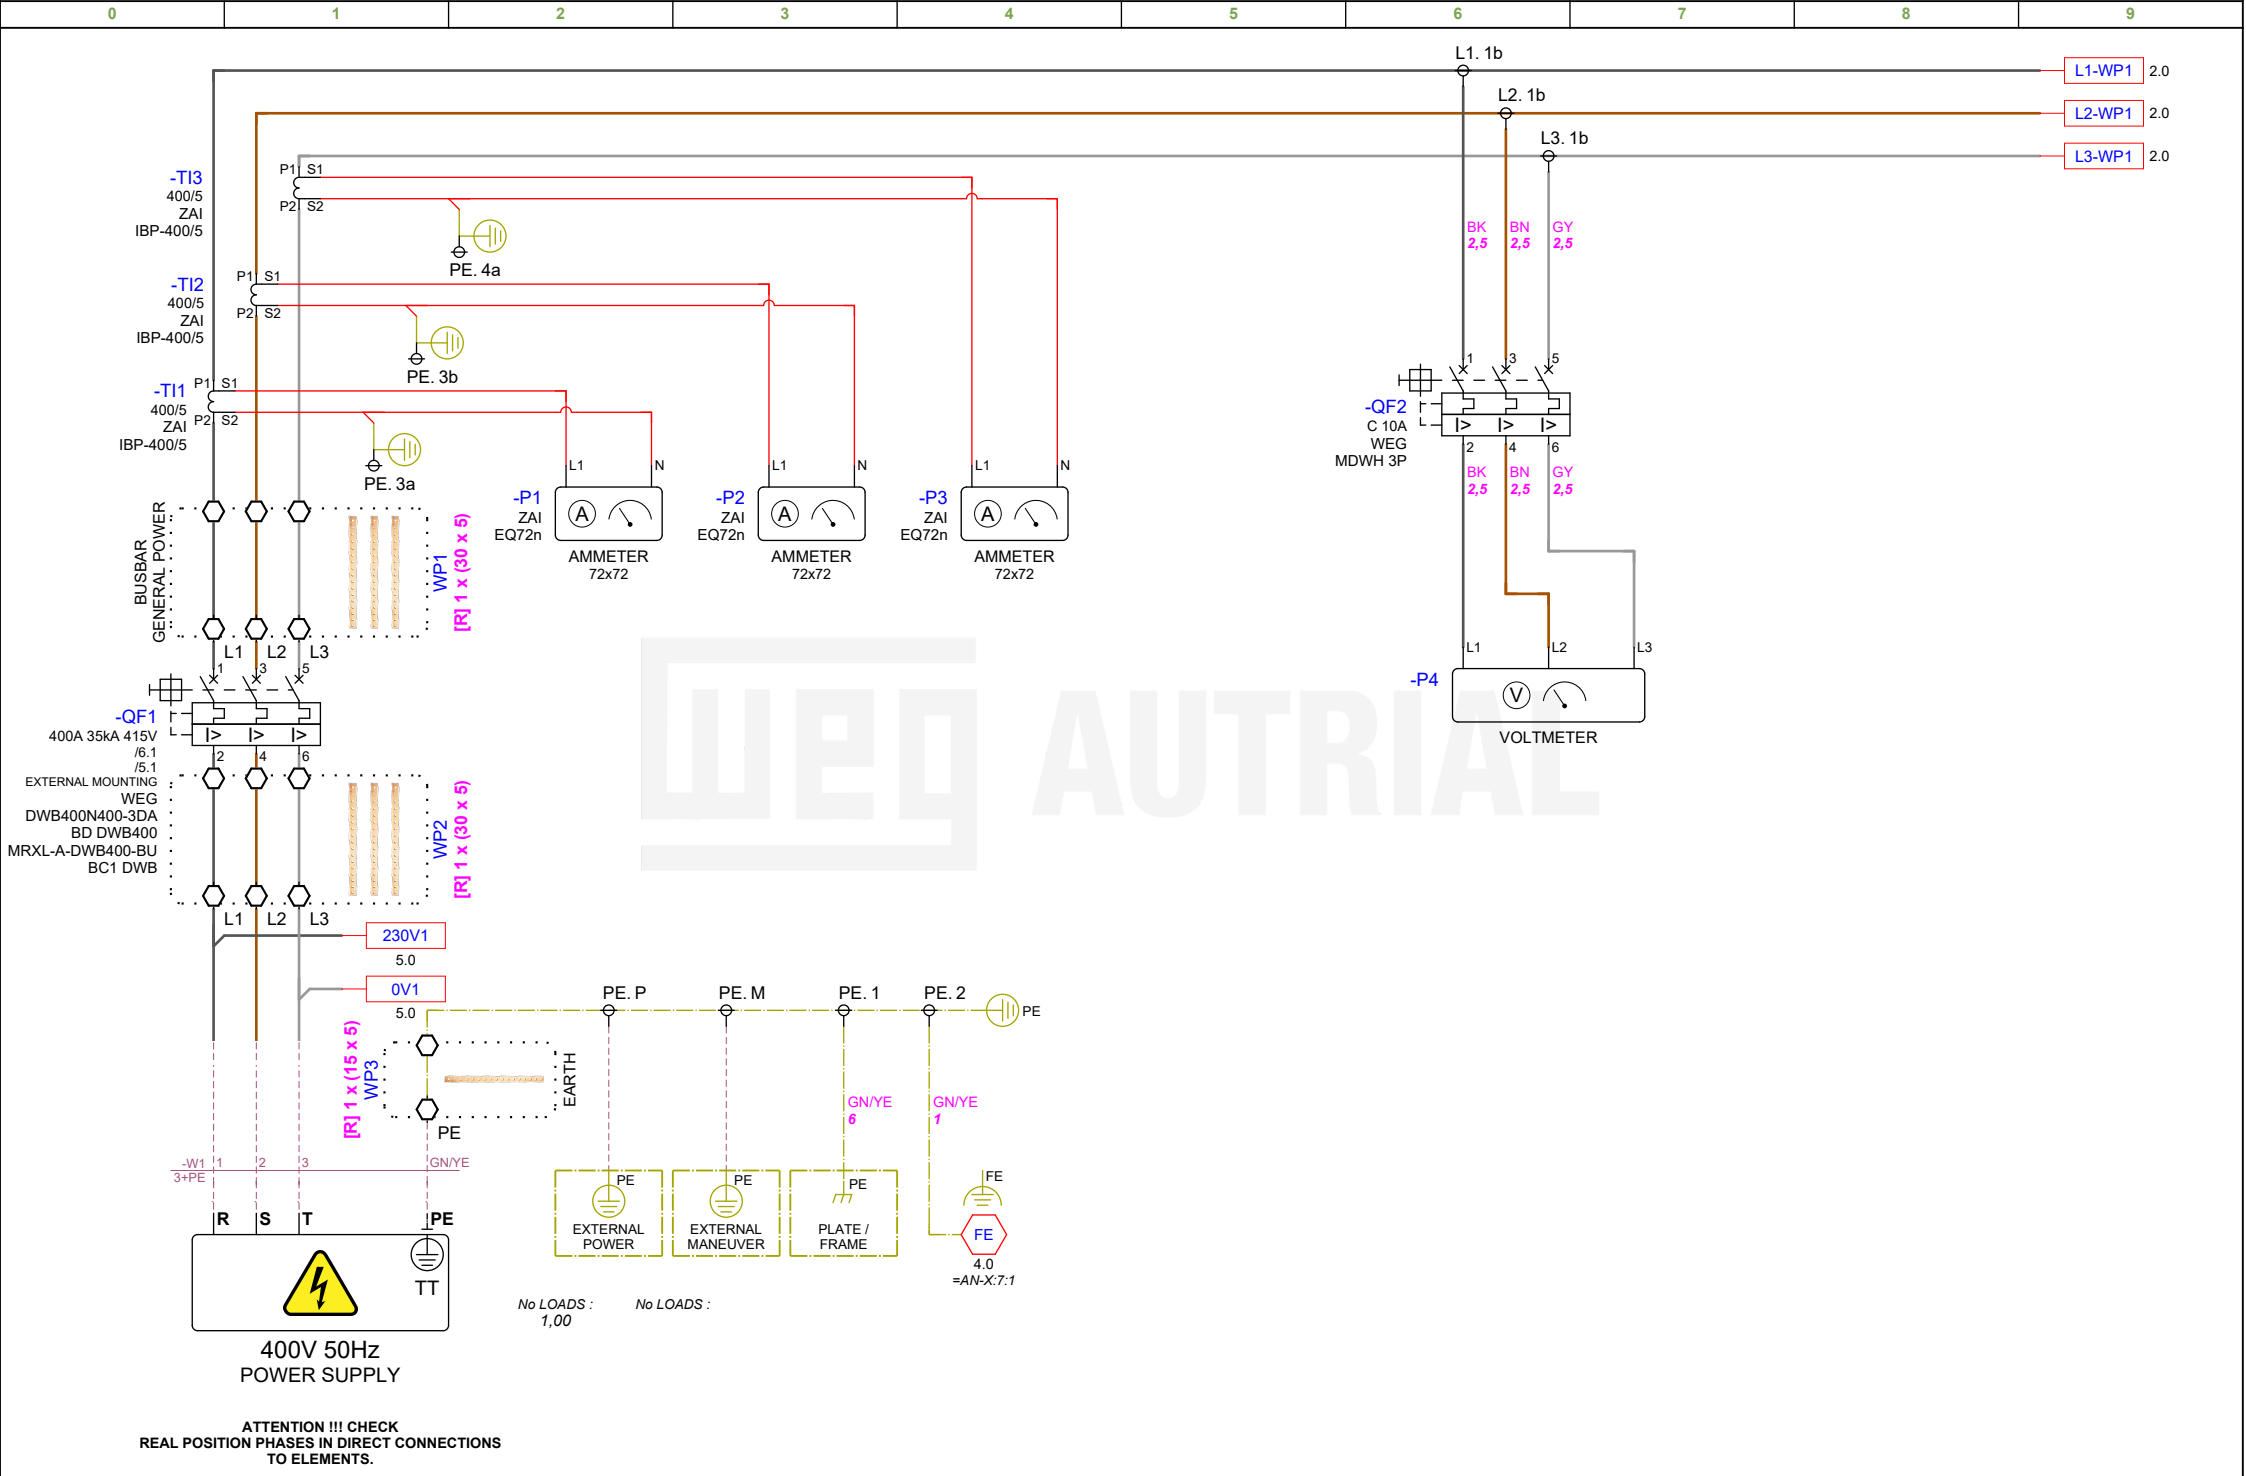 0 1 2 3 4 5 6 7 8 9
L1. 1b
L1-WP1 2.0
L2. 1b
L2-WP1 2.0
L3. 1b
L3-WP1 2.0
-TI3
400/5
ZAI
IBP-400/5
P1 S1
P2 S2
PE. 4a
-TI2
400/5
ZAI
IBP-400/5
P1 S1
P2 S2
PE. 3b
-TI1
400/5
ZAI
IBP-400/5
P1 S1
P2 S2
PE. 3a
BK BN GY
2,5 2,5 2,5
1 3 5
-QF2
C 10A
WEG
MDWH 3P
I> I> I>
2 4 6
BK BN GY
2,5 2,5 2,5
L1 N
-P1
ZAI
EQ72n
A
AMMETER
72x72
L1 N
-P2
ZAI
EQ72n
A
AMMETER
72x72
L1 N
-P3
ZAI
EQ72n
A
AMMETER
72x72
BUSBAR
GENERAL POWER
WP1
[R] 1 x (30 x 5)
L1 L2 L3
1 3 5
-QF1
400A 35kA 415V
/6.1
/5.1
EXTERNAL MOUNTING
WEG
DWB400N400-3DA
BD DWB400
MRXL-A-DWB400-BU
BC1 DWB
I> I> I>
2 4 6
WP2
[R] 1 x (30 x 5)
L1 L2 L3
L1 L2 L3
-P4
V
VOLTMETER
weg AUTRIAL
230V1
5.0
0V1
5.0
[R] 1 x (15 x 5)
WP3
EARTH
PE
PE. P PE. M PE. 1 PE. 2 PE
GN/YE
6
GN/YE
1
-W1 1 2 3 GN/YE
3+PE
R S T PE
TT
400V 50Hz
POWER SUPPLY
PE
EXTERNAL
POWER
PE
EXTERNAL
MANEUVER
PE
PLATE /
FRAME
FE
FE
4.0
=AN-X:7:1
No LOADS :
1,00
No LOADS :
ATTENTION !!! CHECK
REAL POSITION PHASES IN DIRECT CONNECTIONS
TO ELEMENTS.